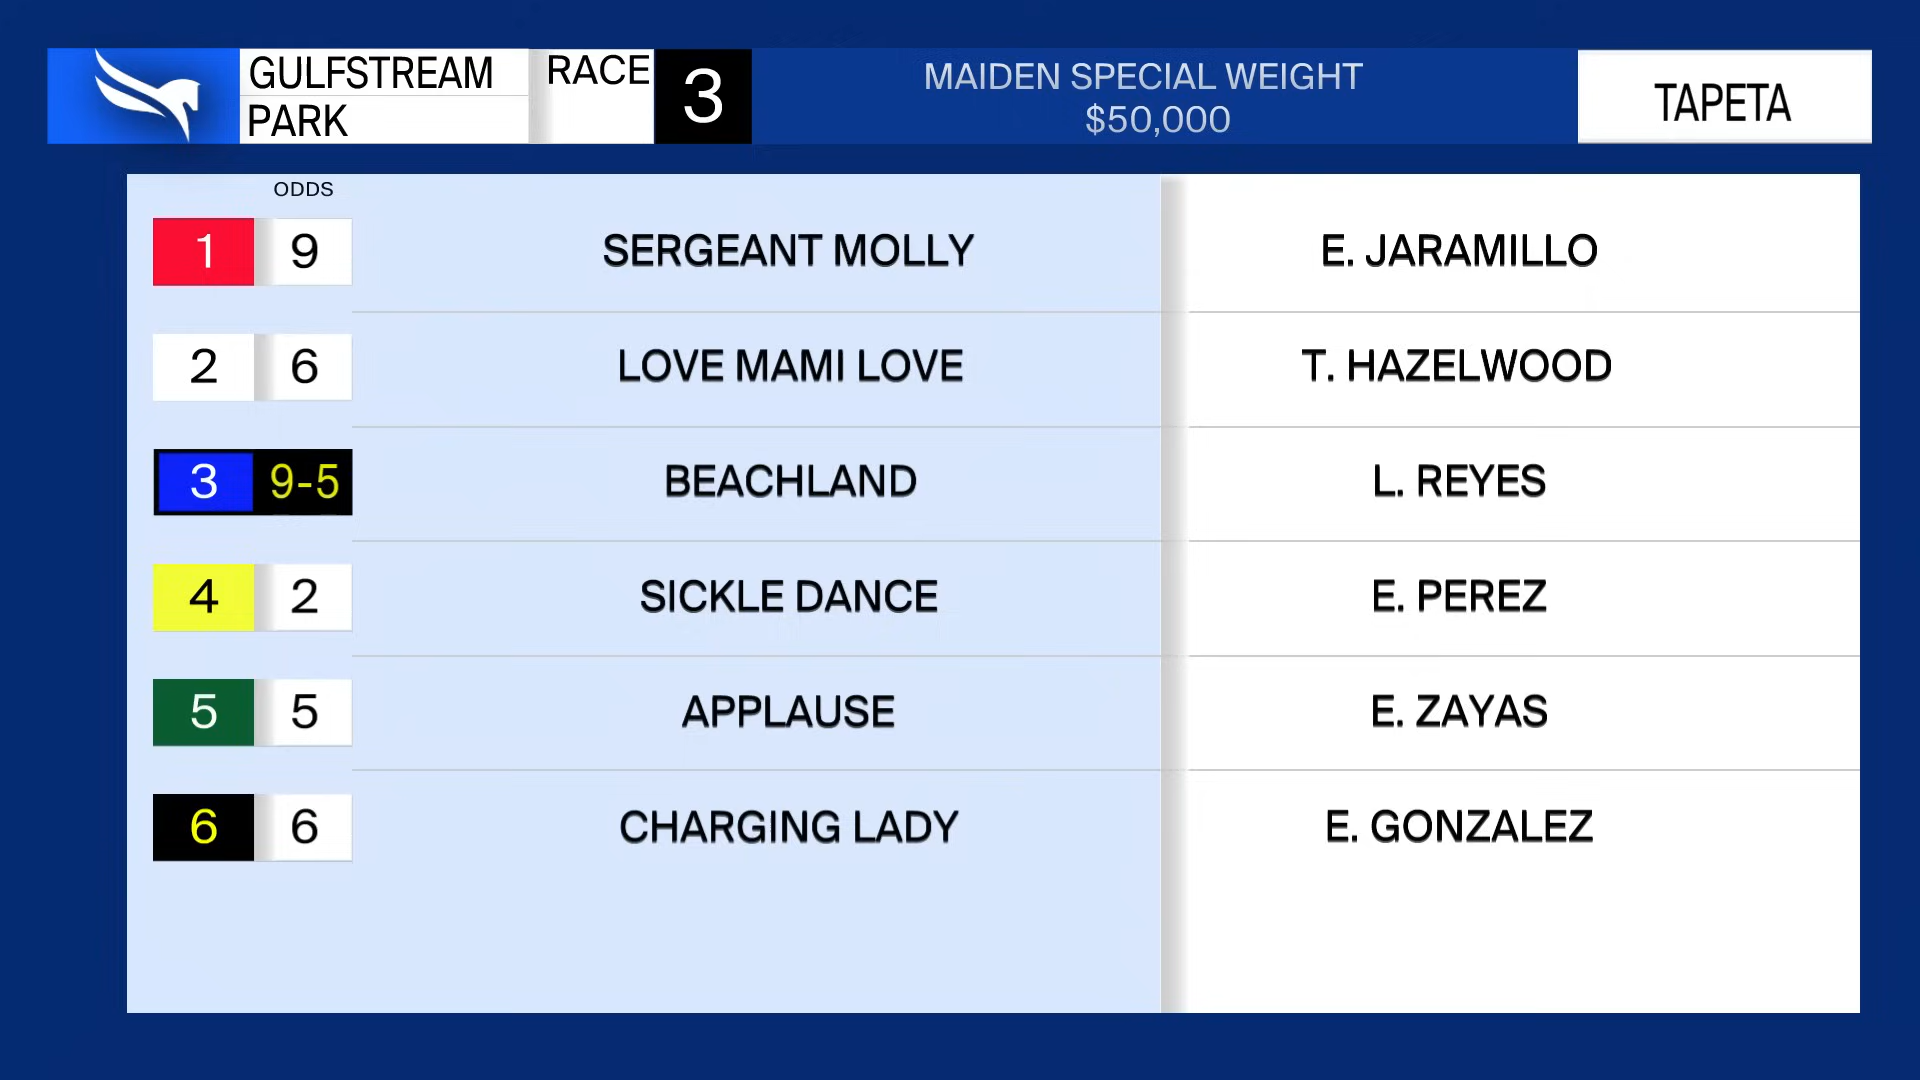 GULFSTREAM
PARK
RACE
3
MAIDEN SPECIAL WEIGHT
$50,000
TAPETA
ODDS
1 9 SERGEANT MOLLY E. JARAMILLO
2 6 LOVE MAMI LOVE T. HAZELWOOD
3 9-5 BEACHLAND L. REYES
4 2 SICKLE DANCE E. PEREZ
5 5 APPLAUSE E. ZAYAS
6 6 CHARGING LADY E. GONZALEZ